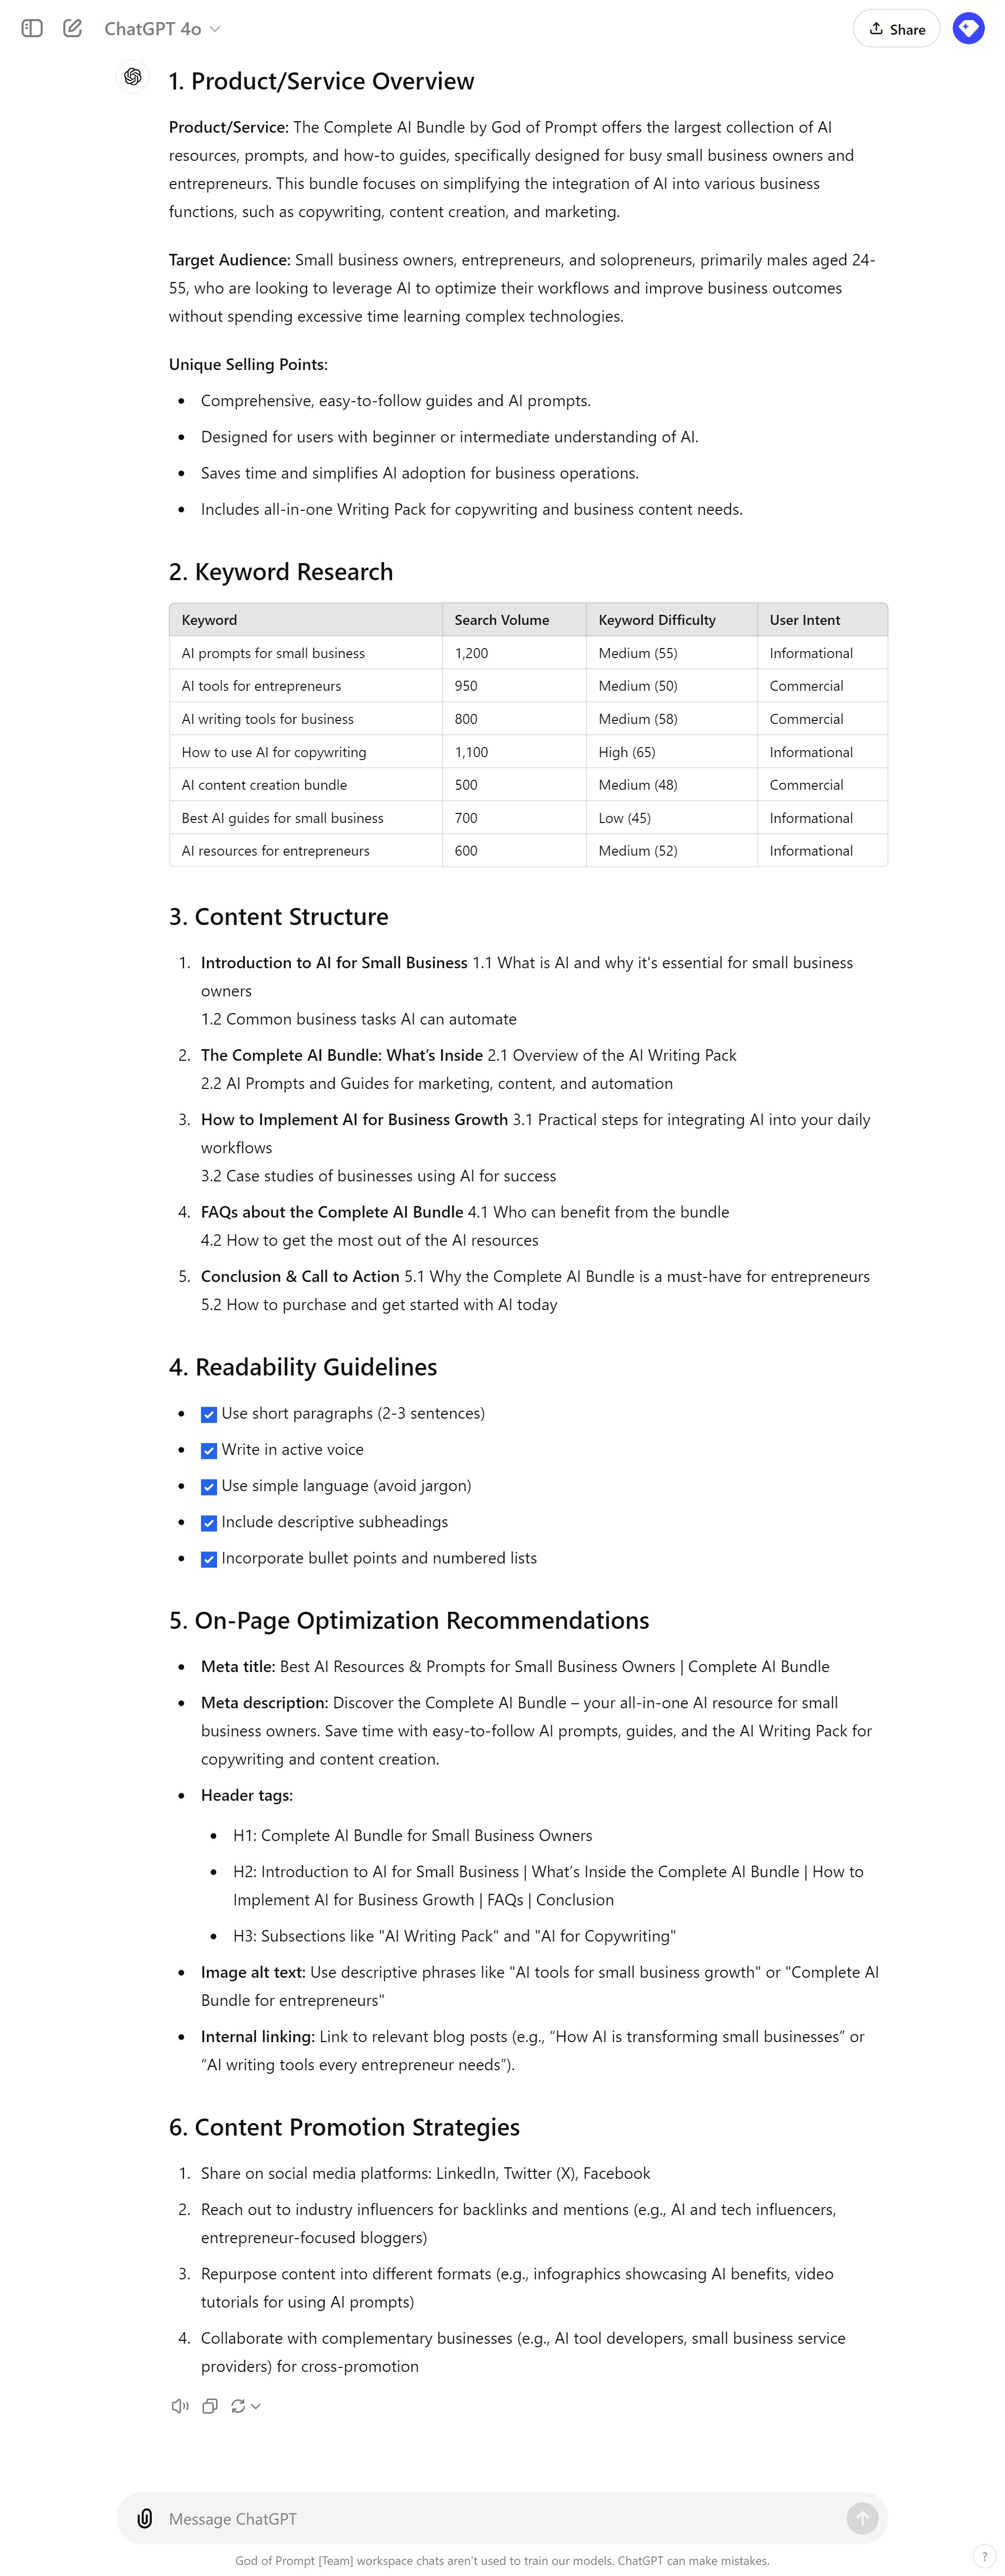 ChatGPT 4o
Share
1. Product/Service Overview
Product/Service: The Complete AI Bundle by God of Prompt offers the largest collection of AI
resources, prompts, and how-to guides, specifically designed for busy small business owners and
entrepreneurs. This bundle focuses on simplifying the integration of AI into various business
functions, such as copywriting, content creation, and marketing.
Target Audience: Small business owners, entrepreneurs, and solopreneurs, primarily males aged 24-
55, who are looking to leverage AI to optimize their workflows and improve business outcomes
without spending excessive time learning complex technologies.
Unique Selling Points:
• Comprehensive, easy-to-follow guides and AI prompts.
• Designed for users with beginner or intermediate understanding of AI.
• Saves time and simplifies AI adoption for business operations.
• Includes all-in-one Writing Pack for copywriting and business content needs.
2. Keyword Research
Keyword Search Volume Keyword Difficulty User Intent
AI prompts for small business 1,200 Medium (55) Informational
AI tools for entrepreneurs 950 Medium (50) Commercial
AI writing tools for business 800 Medium (58) Commercial
How to use AI for copywriting 1,100 High (65) Informational
AI content creation bundle 500 Medium (48) Commercial
Best AI guides for small business 700 Low (45) Informational
AI resources for entrepreneurs 600 Medium (52) Informational
3. Content Structure
1. Introduction to AI for Small Business 1.1 What is AI and why it's essential for small business
owners
1.2 Common business tasks AI can automate
2. The Complete AI Bundle: What’s Inside 2.1 Overview of the AI Writing Pack
2.2 AI Prompts and Guides for marketing, content, and automation
3. How to Implement AI for Business Growth 3.1 Practical steps for integrating AI into your daily
workflows
3.2 Case studies of businesses using AI for success
4. FAQs about the Complete AI Bundle 4.1 Who can benefit from the bundle
4.2 How to get the most out of the AI resources
5. Conclusion & Call to Action 5.1 Why the Complete AI Bundle is a must-have for entrepreneurs
5.2 How to purchase and get started with AI today
4. Readability Guidelines
• Use short paragraphs (2-3 sentences)
• Write in active voice
• Use simple language (avoid jargon)
• Include descriptive subheadings
• Incorporate bullet points and numbered lists
5. On-Page Optimization Recommendations
• Meta title: Best AI Resources & Prompts for Small Business Owners | Complete AI Bundle
• Meta description: Discover the Complete AI Bundle – your all-in-one AI resource for small
business owners. Save time with easy-to-follow AI prompts, guides, and the AI Writing Pack for
copywriting and content creation.
• Header tags:
• H1: Complete AI Bundle for Small Business Owners
• H2: Introduction to AI for Small Business | What’s Inside the Complete AI Bundle | How to
Implement AI for Business Growth | FAQs | Conclusion
• H3: Subsections like "AI Writing Pack" and "AI for Copywriting"
• Image alt text: Use descriptive phrases like "AI tools for small business growth" or "Complete AI
Bundle for entrepreneurs"
• Internal linking: Link to relevant blog posts (e.g., “How AI is transforming small businesses” or
“AI writing tools every entrepreneur needs”).
6. Content Promotion Strategies
1. Share on social media platforms: LinkedIn, Twitter (X), Facebook
2. Reach out to industry influencers for backlinks and mentions (e.g., AI and tech influencers,
entrepreneur-focused bloggers)
3. Repurpose content into different formats (e.g., infographics showcasing AI benefits, video
tutorials for using AI prompts)
4. Collaborate with complementary businesses (e.g., AI tool developers, small business service
providers) for cross-promotion
Message ChatGPT
God of Prompt [Team] workspace chats aren't used to train our models. ChatGPT can make mistakes.
?